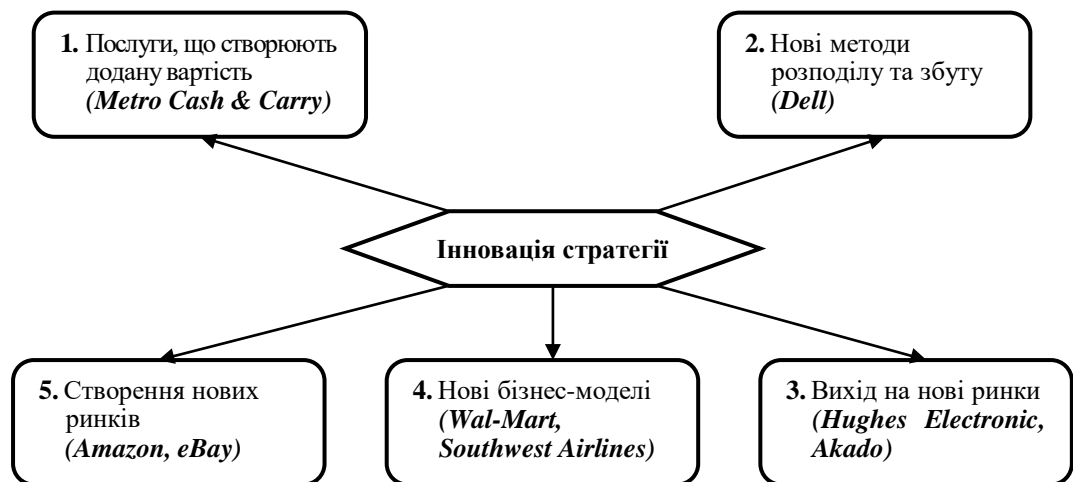 1. Послуги, що створюють
додану вартість
(Metro Cash & Carry)
2. Нові методи
розподілу та збуту
(Dell)
Інновація стратегії
5. Створення нових
ринків
(Amazon, eBay)
4. Нові бізнес-моделі
(Wal-Mart,
Southwest Airlines)
3. Вихід на нові ринки
(Hughes Electronic,
Akado)